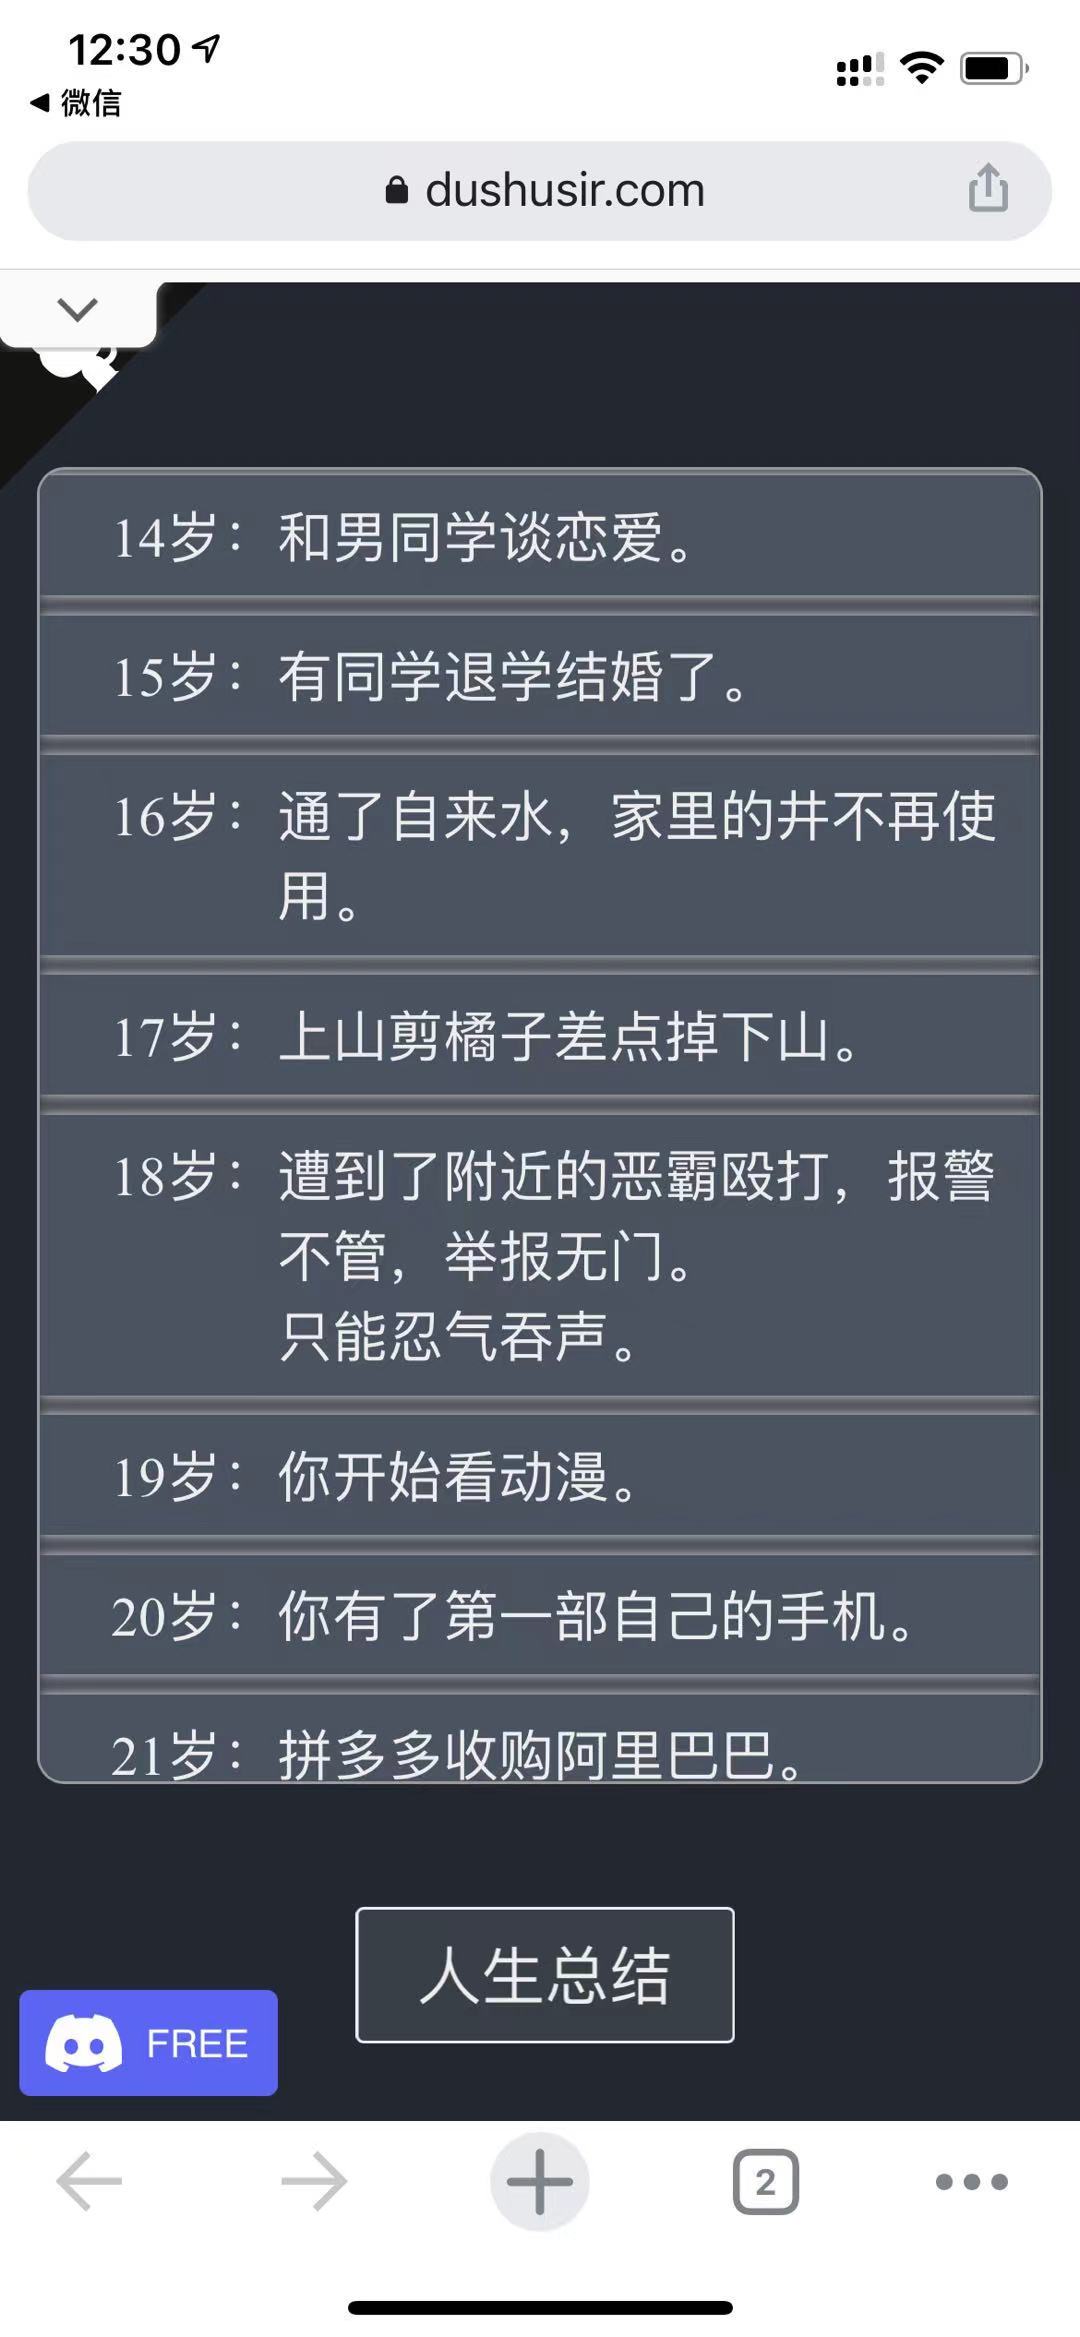 12:30
微信
dushusir.com
14岁：和男同学谈恋爱。
15岁：有同学退学结婚了。
16岁：通了自来水，家里的井不再使
用。
17岁：上山剪橘子差点掉下山。
18岁：遭到了附近的恶霸殴打，报警
不管，举报无门。
只能忍气吞声。
19岁：你开始看动漫。
20岁：你有了第一部自己的手机。
21岁：拼多多收购阿里巴巴。
人生总结
FREE
2